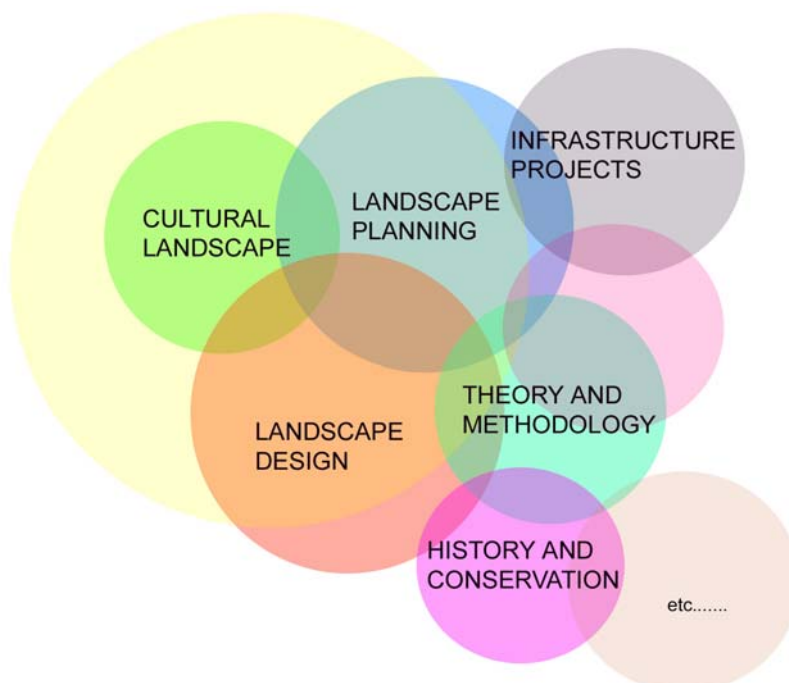 INFRASTRUCTURE
PROJECTS
CULTURAL
LANDSCAPE
LANDSCAPE
PLANNING
THEORY AND
METHODOLOGY
LANDSCAPE
DESIGN
HISTORY AND
CONSERVATION
etc.......